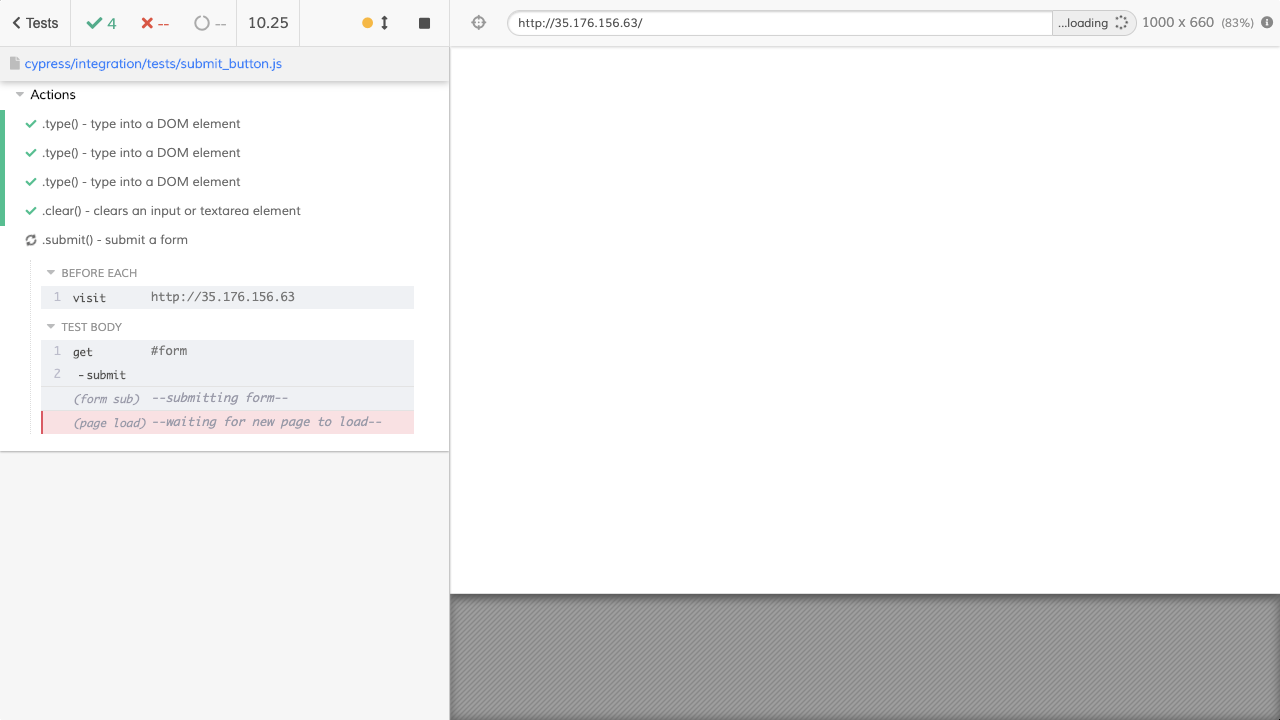 Tests 4 -- -- 10.25
http://35.176.156.63/ ...loading 1000 x 660 (83%)
cypress/integration/tests/submit_button.js
Actions
.type() - type into a DOM element
.type() - type into a DOM element
.type() - type into a DOM element
.clear() - clears an input or textarea element
.submit() - submit a form
BEFORE EACH
1 visit http://35.176.156.63
TEST BODY
1 get #form
2 - submit
(form sub) --submitting form--
(page load) --waiting for new page to load--